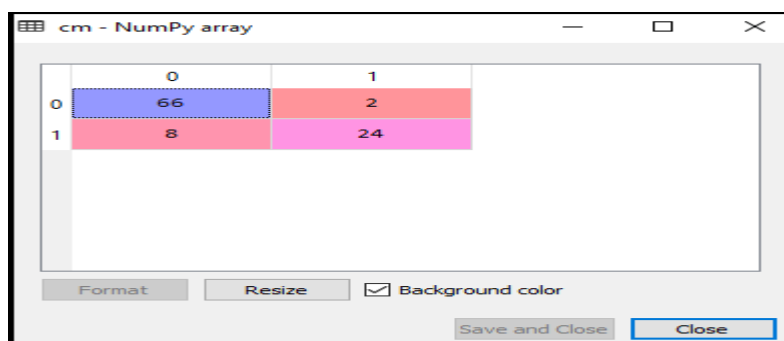 cm - NumPy array
0 1
0 66 2
1 8 24
Format Resize Background color
Save and Close Close